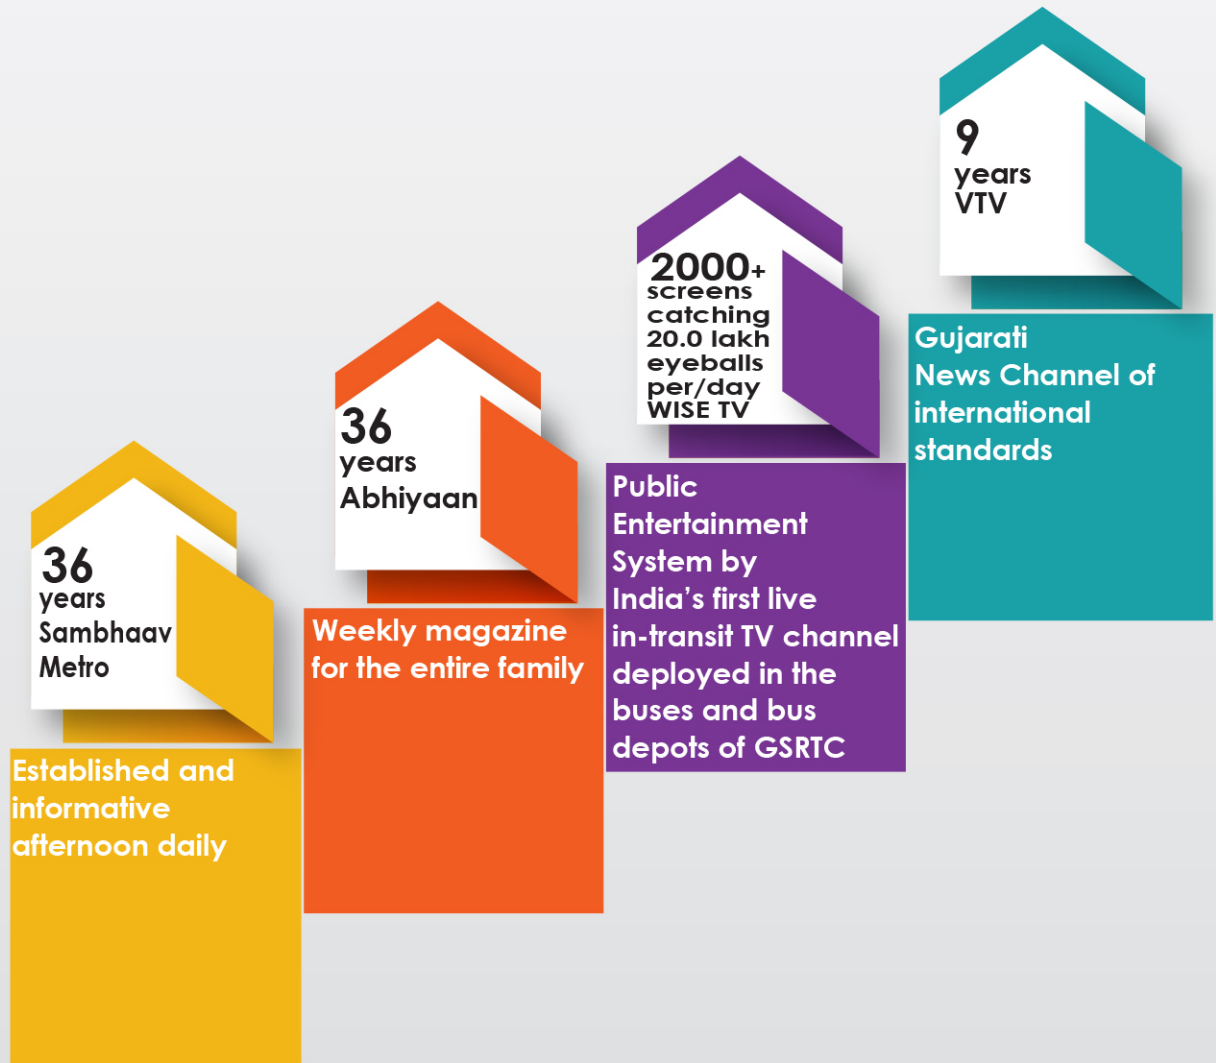 36
years
Sambhaav
Metro
Established and
informative
afternoon daily
36
years
Abhiyaan
Weekly magazine
for the entire family
2000+
screens
catching
20.0 lakh
eyeballs
per/day
WISE TV
Public
Entertainment
System by
India’s first live
in-transit TV channel
deployed in the
buses and bus
depots of GSRTC
9
years
VTV
Gujarati
News Channel of
international
standards